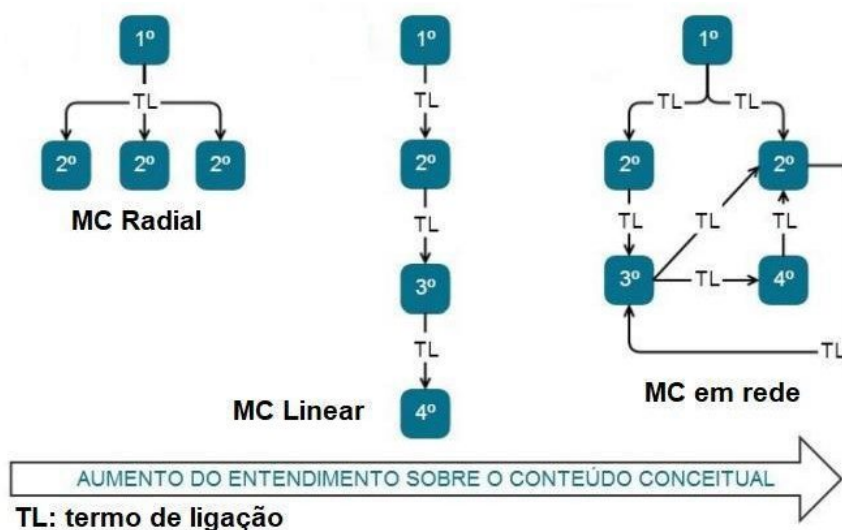 1º 1º 1º
TL TL TL TL
2º 2º 2º 2º 2º 2º
MC Radial
TL TL TL TL
3º 3º TL 4º
TL TL
MC Linear 4º MC em rede
AUMENTO DO ENTENDIMENTO SOBRE O CONTEÚDO CONCEITUAL
TL: termo de ligação